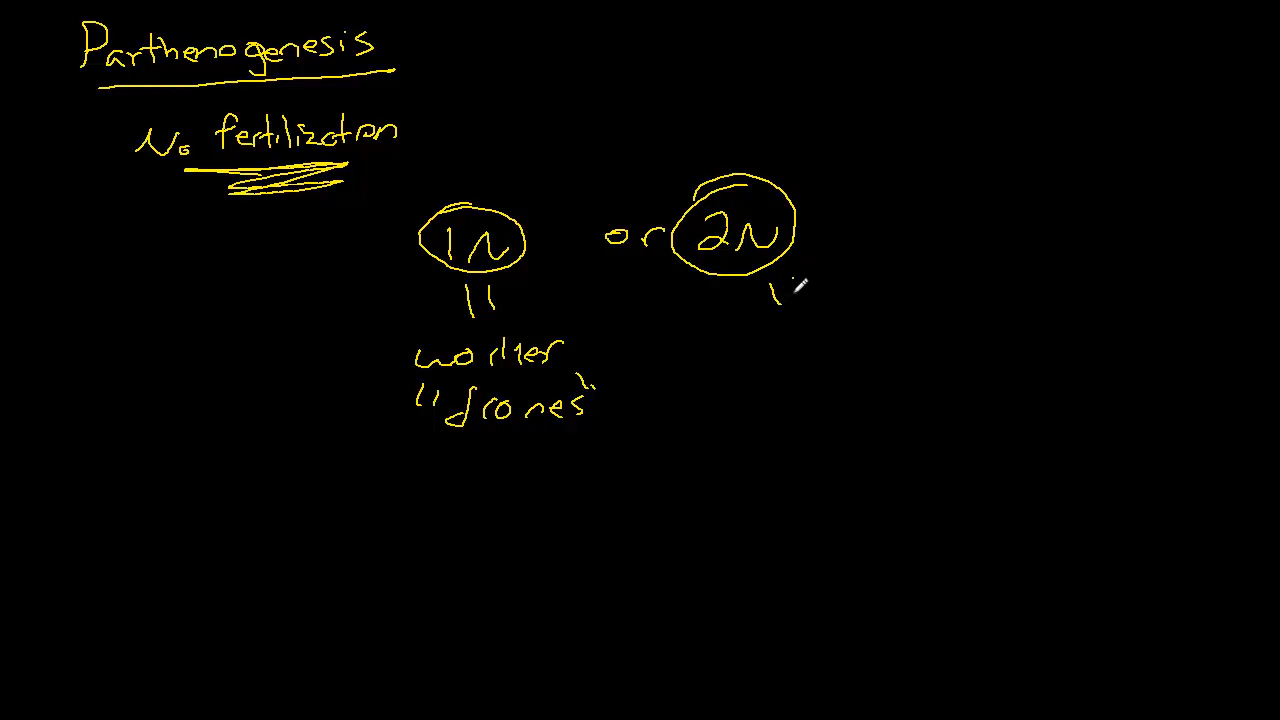 Parthenogenesis
No fertilization
1N or 2N
worker
"drones"